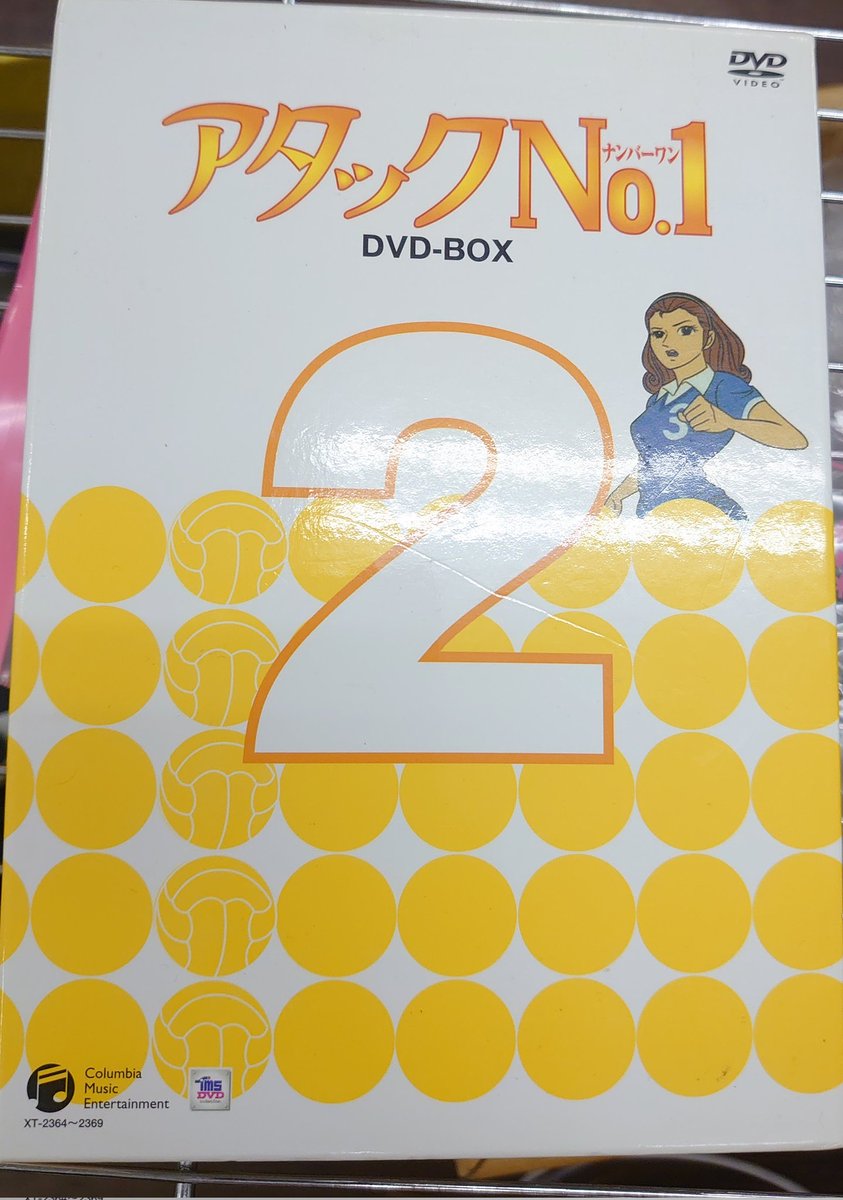 DVD
VIDEO
アタックNo.1
ナンバーワン
DVD-BOX
2
S
Columbia
Music
Entertainment
TMS
DVD
XT-2364～2369